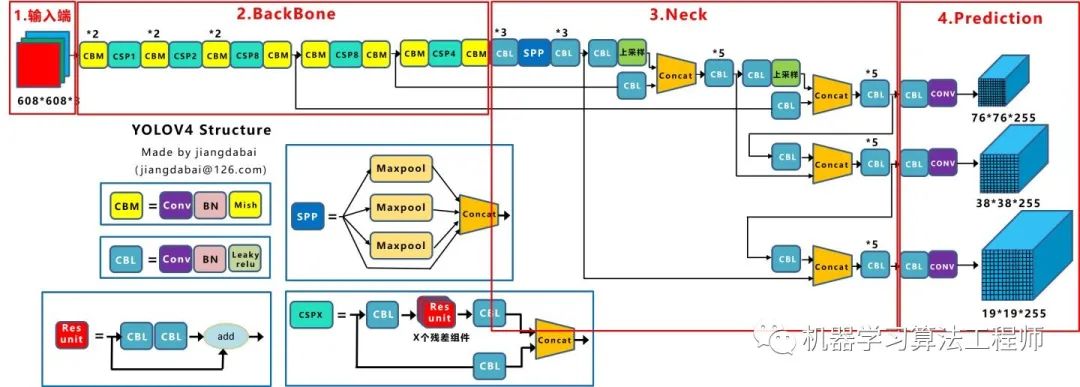 1.输入端
2.BackBone
3.Neck
4.Prediction
*2
*2
*2
*3
*3
*5
*5
CBM
CSP1
CBM
CSP2
CBM
CSP8
CBM
CBM
CSP8
CBM
CBM
CSP4
CBM
CBL
SPP
CBL
CBL
上采样
CBL
Concat
CBL
CBL
上采样
CBL
Concat
CBL
CBL
CONV
608*608*3
76*76*255
YOLOV4 Structure
Made by jiangdabai
(jiangdabai@126.com)
CBM
=
Conv
BN
Mish
CBL
=
Conv
BN
Leaky
relu
SPP
=
Maxpool
Maxpool
Maxpool
Concat
*5
CBL
Concat
CBL
CBL
CONV
38*38*255
*5
CBL
Concat
CBL
CBL
CONV
19*19*255
Res
unit
=
CBL
CBL
add
CSPX
=
CBL
Res
unit
CBL
X个残差组件
CBL
Concat
机器学习算法工程师